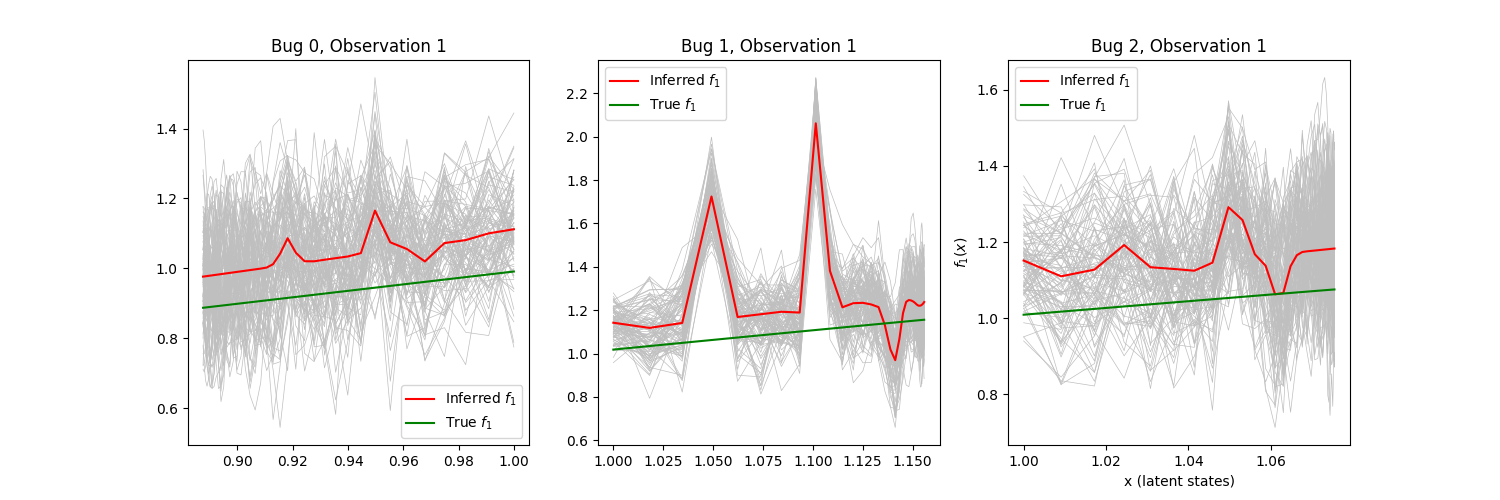 Bug 0, Observation 1
1.4
1.2
1.0
0.8
0.6
Inferred f₁
True f₁
0.90 0.92 0.94 0.96 0.98 1.00
Bug 1, Observation 1
Inferred f₁
True f₁
2.2
2.0
1.8
1.6
1.4
1.2
1.0
0.8
0.6
1.000 1.025 1.050 1.075 1.100 1.125 1.150
Bug 2, Observation 1
Inferred f₁
True f₁
f₁(x)
1.6
1.4
1.2
1.0
0.8
1.00 1.02 1.04 1.06
x (latent states)